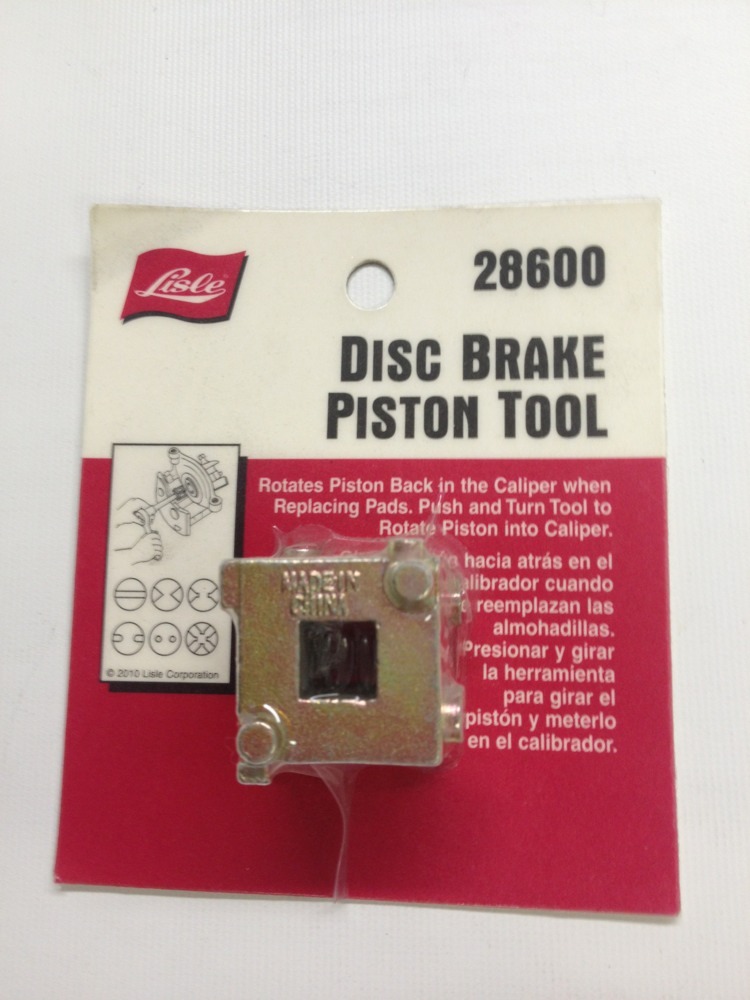 Lisle
28600
DISC BRAKE
PISTON TOOL
Rotates Piston Back in the Caliper when
Replacing Pads. Push and Turn Tool to
Rotate Piston into Caliper.
hacia atrás en el
alibrador cuando
reemplazan las
almohadillas.
Presionar y girar
la herramienta
para girar el
pistón y meterlo
en el calibrador.
© 2010 Lisle Corporation
MADE IN
CHINA